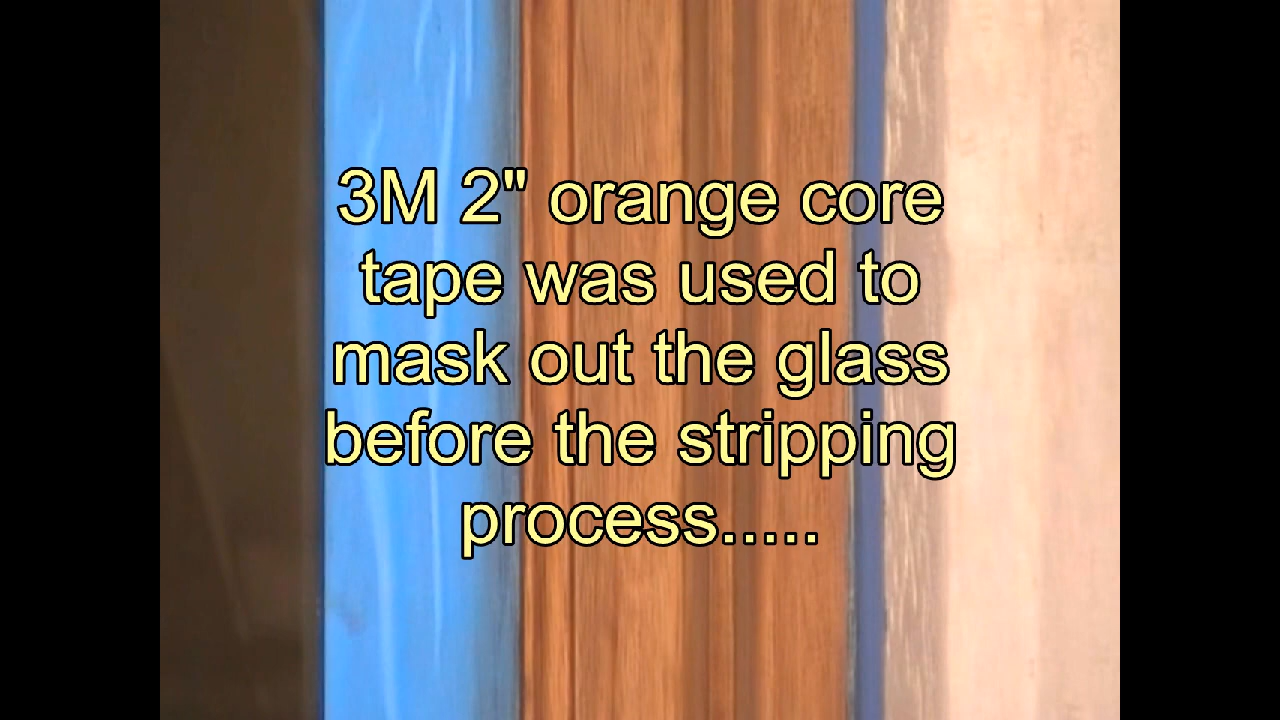 3M 2" orange core
tape was used to
mask out the glass
before the stripping
process.....